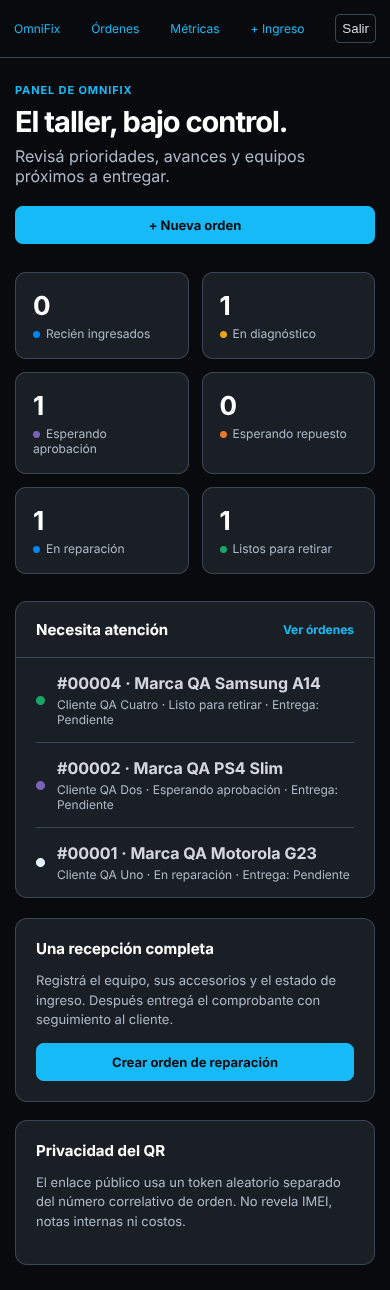 OmniFix Órdenes Métricas + Ingreso Salir
PANEL DE OMNIFIX
El taller, bajo control.
Revisá prioridades, avances y equipos
próximos a entregar.
+ Nueva orden
0
Recién ingresados
1
En diagnóstico
1
Esperando
aprobación
0
Esperando repuesto
1
En reparación
1
Listos para retirar
Necesita atención
Ver órdenes
#00004 · Marca QA Samsung A14
Cliente QA Cuatro · Listo para retirar · Entrega:
Pendiente
#00002 · Marca QA PS4 Slim
Cliente QA Dos · Esperando aprobación · Entrega:
Pendiente
#00001 · Marca QA Motorola G23
Cliente QA Uno · En reparación · Entrega: Pendiente
Una recepción completa
Registrá el equipo, sus accesorios y el estado de
ingreso. Después entregá el comprobante con
seguimiento al cliente.
Crear orden de reparación
Privacidad del QR
El enlace público usa un token aleatorio separado
del número correlativo de orden. No revela IMEI,
notas internas ni costos.